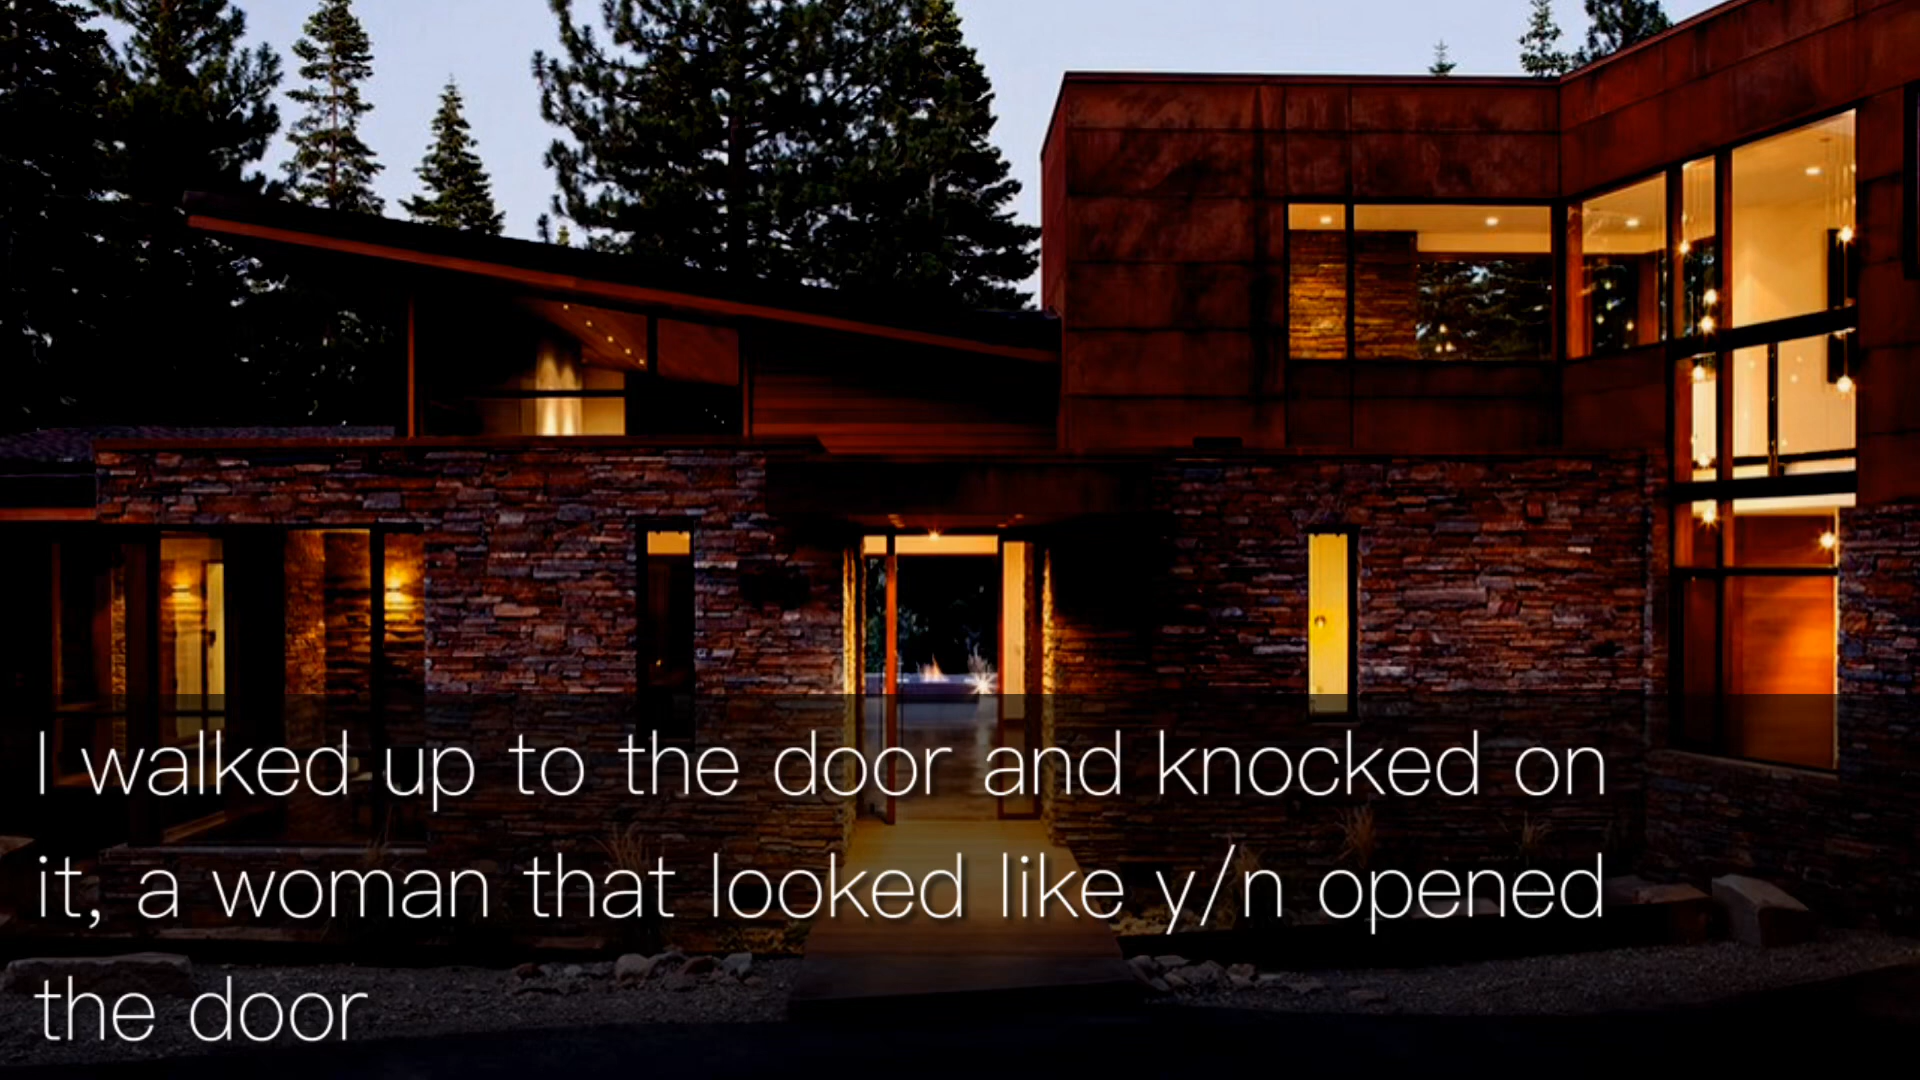 I walked up to the door and knocked on
it, a woman that looked like y/n opened
the door